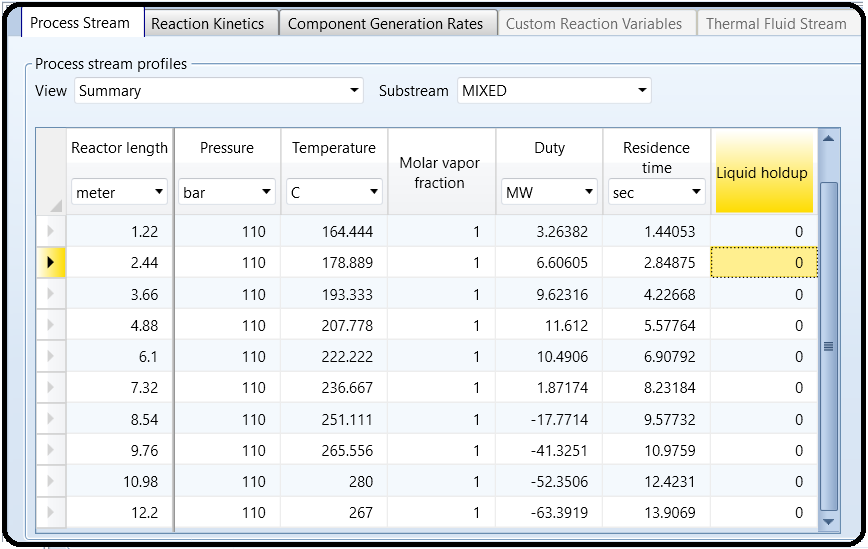 Process Stream Reaction Kinetics Component Generation Rates Custom Reaction Variables Thermal Fluid Stream
Process stream profiles
View Summary Substream MIXED
Reactor length Pressure Temperature Molar vapor fraction Duty Residence time Liquid holdup
meter bar C MW sec
1.22 110 164.444 1 3.26382 1.44053 0
2.44 110 178.889 1 6.60605 2.84875 0
3.66 110 193.333 1 9.62316 4.22668 0
4.88 110 207.778 1 11.612 5.57764 0
6.1 110 222.222 1 10.4906 6.90792 0
7.32 110 236.667 1 1.87174 8.23184 0
8.54 110 251.111 1 -17.7714 9.57732 0
9.76 110 265.556 1 -41.3251 10.9759 0
10.98 110 280 1 -52.3506 12.4231 0
12.2 110 267 1 -63.3919 13.9069 0